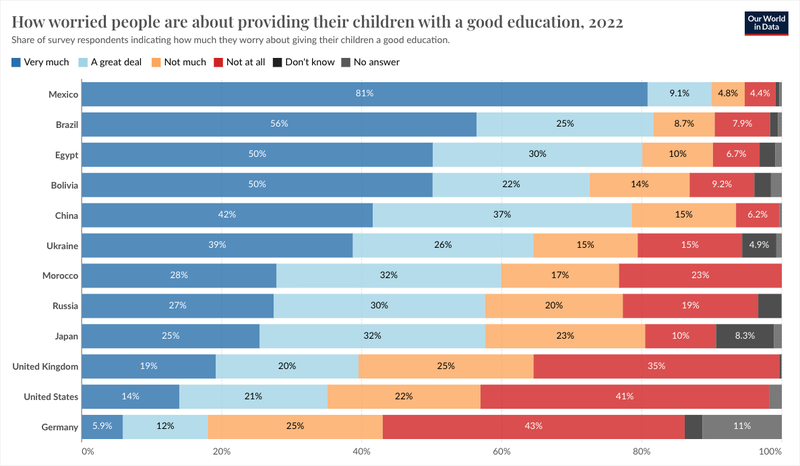 How worried people are about providing their children with a good education, 2022
Our World
in Data
Share of survey respondents indicating how much they worry about giving their children a good education.
Very much A great deal Not much Not at all Don't know No answer
Mexico 81% 9.1% 4.8% 4.4%
Brazil 56% 25% 8.7% 7.9%
Egypt 50% 30% 10% 6.7%
Bolivia 50% 22% 14% 9.2%
China 42% 37% 15% 6.2%
Ukraine 39% 26% 15% 15% 4.9%
Morocco 28% 32% 17% 23%
Russia 27% 30% 20% 19%
Japan 25% 32% 23% 10% 8.3%
United Kingdom 19% 20% 25% 35%
United States 14% 21% 22% 41%
Germany 5.9% 12% 25% 43% 11%
0% 20% 40% 60% 80% 100%